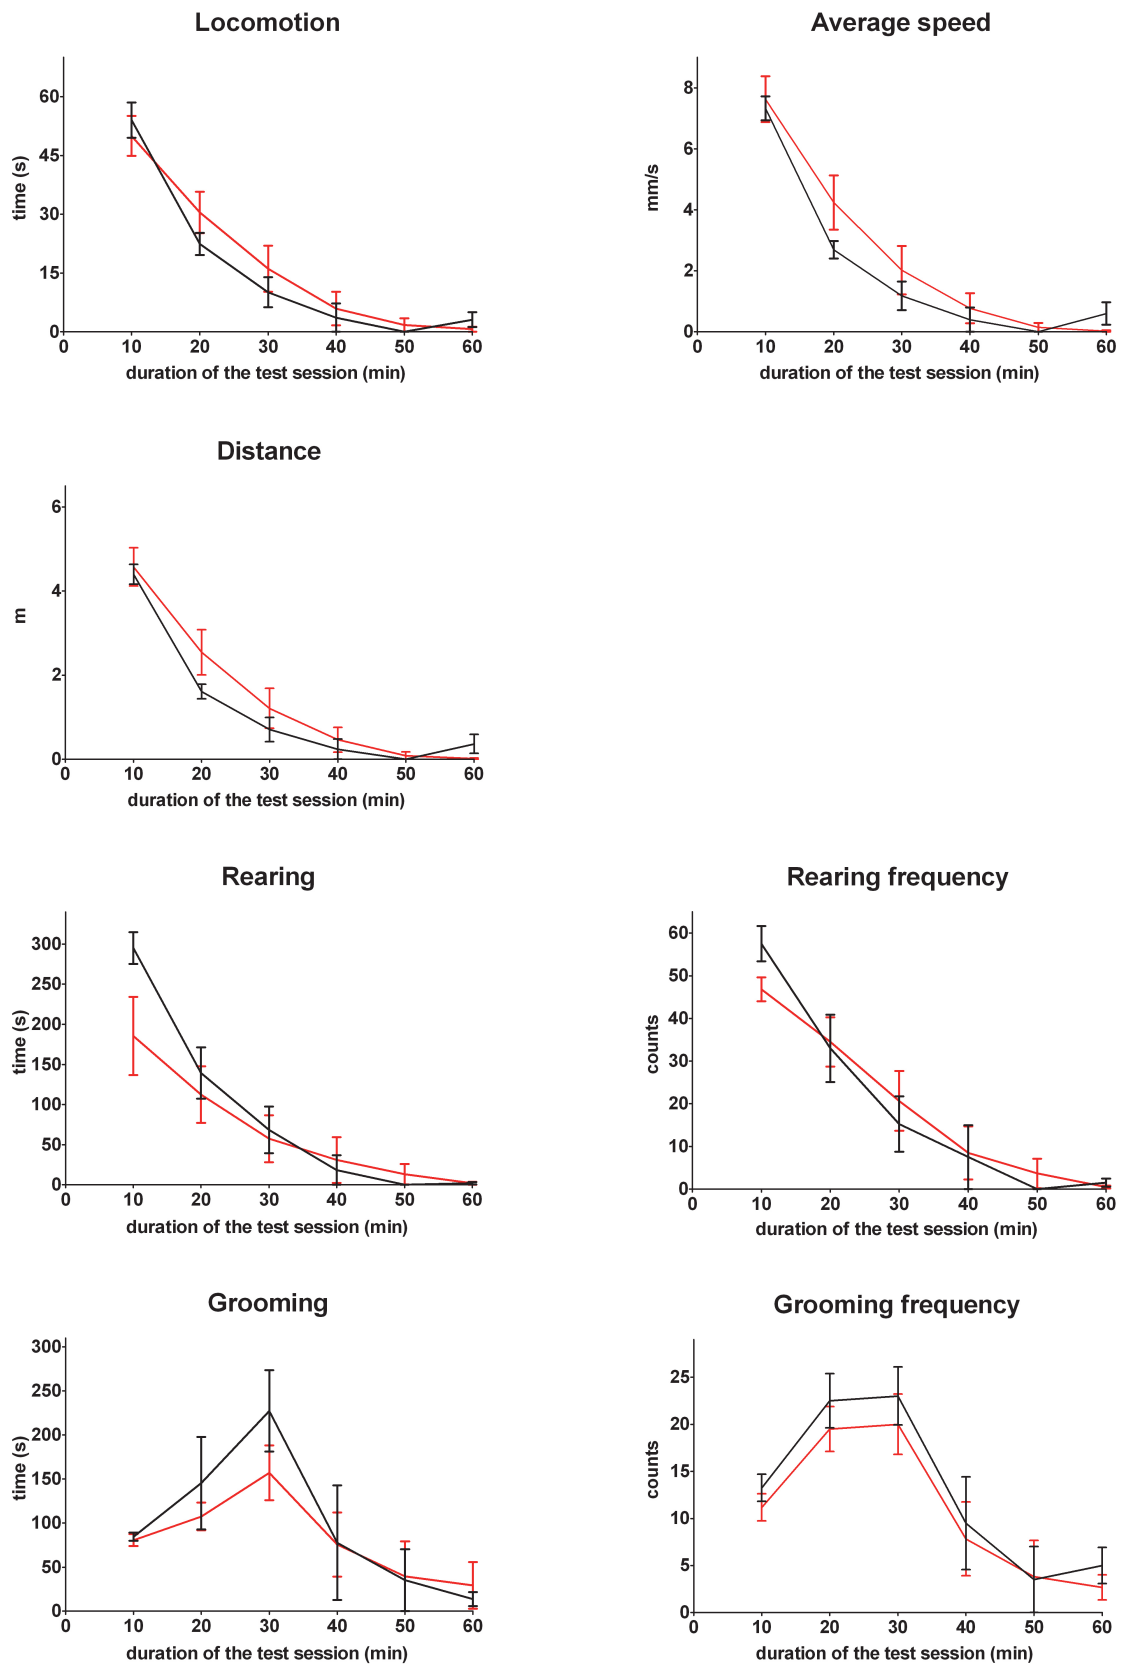 Locomotion
60
45
30
15
0
time (s)
0 10 20 30 40 50 60
duration of the test session (min)
Average speed
8
6
4
2
0
mm/s
0 10 20 30 40 50 60
duration of the test session (min)
Distance
6
4
2
0
m
0 10 20 30 40 50 60
duration of the test session (min)
Rearing
300
250
200
150
100
50
0
time (s)
0 10 20 30 40 50 60
duration of the test session (min)
Rearing frequency
60
50
40
30
20
10
0
counts
0 10 20 30 40 50 60
duration of the test session (min)
Grooming
300
250
200
150
100
50
0
time (s)
0 10 20 30 40 50 60
duration of the test session (min)
Grooming frequency
25
20
15
10
5
0
counts
0 10 20 30 40 50 60
duration of the test session (min)